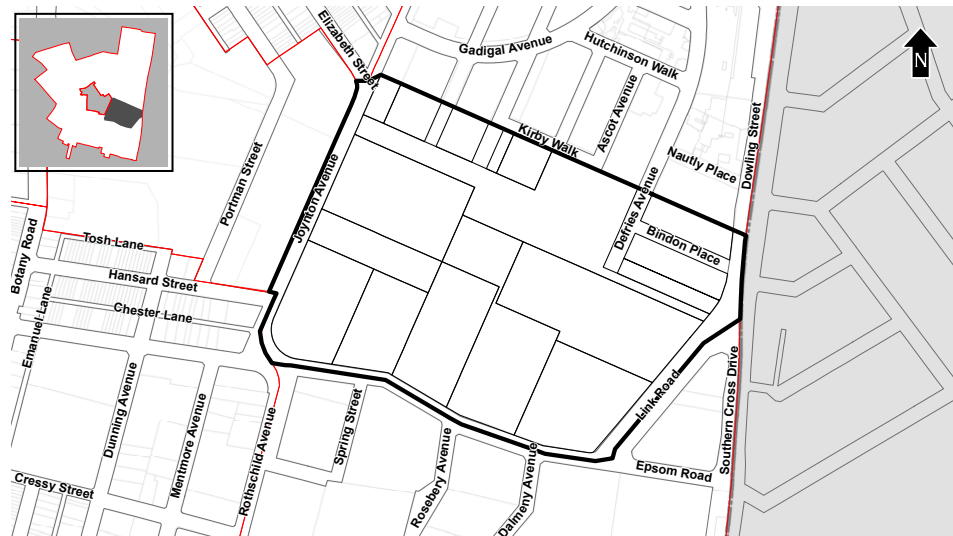 Elizabeth Street
Gadigal Avenue
Hutchinson Walk
N
Ascot Avenue
Kirby Walk
Dowling Street
Nautly Place
Portman Street
Joynton Avenue
Defries Avenue
Bindon Place
Botany Road
Tosh Lane
Hansard Street
Chester Lane
Emanuel Lane
Dunning Avenue
Mentmore Avenue
Rothschild Avenue
Spring Street
Link Road
Southern Cross Drive
Rosebery Avenue
Dalmeny Avenue
Epsom Road
Cressy Street